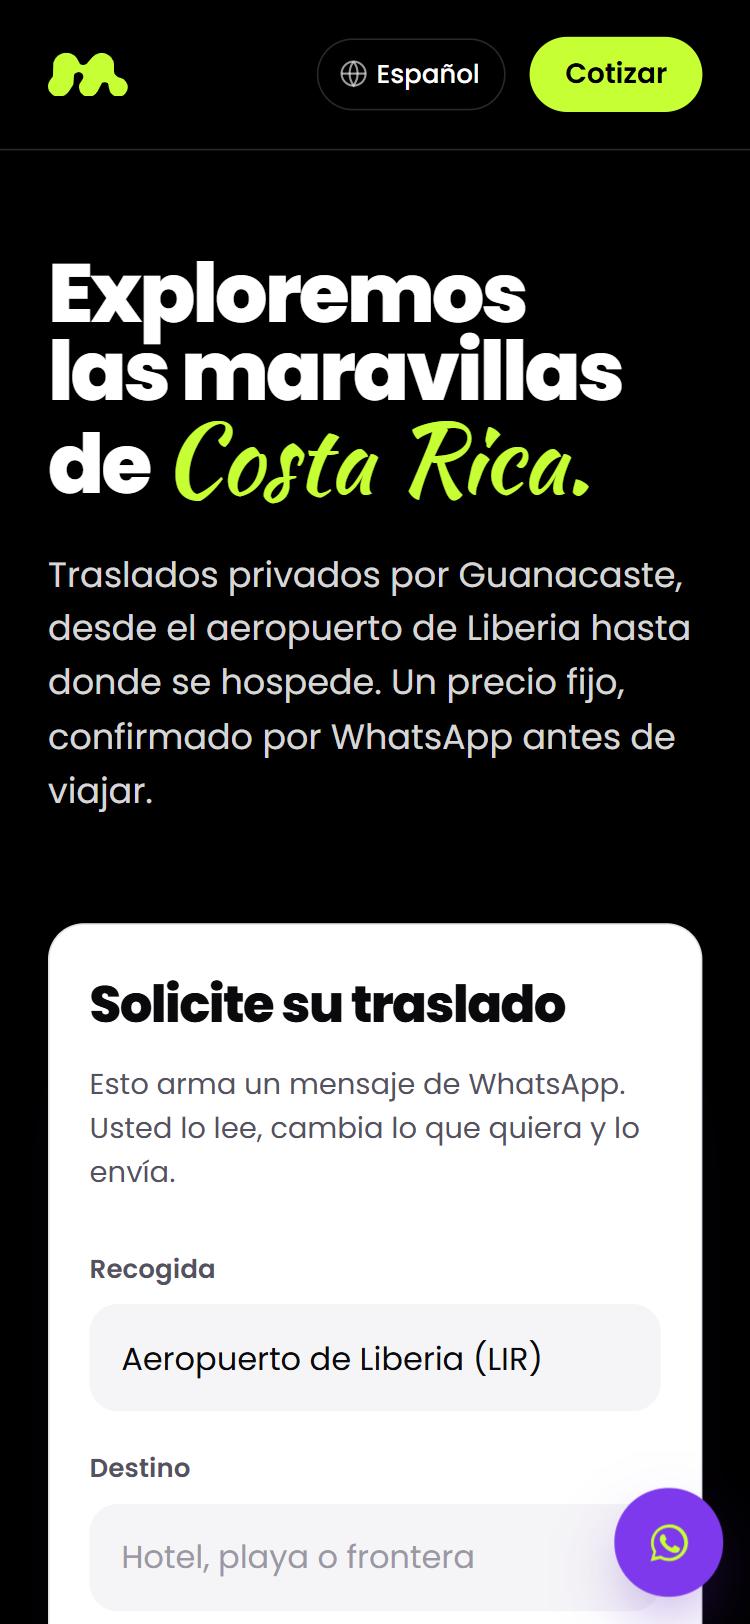 Español
Cotizar
Exploremos
las maravillas
de Costa Rica.
Traslados privados por Guanacaste,
desde el aeropuerto de Liberia hasta
donde se hospede. Un precio fijo,
confirmado por WhatsApp antes de
viajar.
Solicite su traslado
Esto arma un mensaje de WhatsApp.
Usted lo lee, cambia lo que quiera y lo
envía.
Recogida
Aeropuerto de Liberia (LIR)
Destino
Hotel, playa o frontera